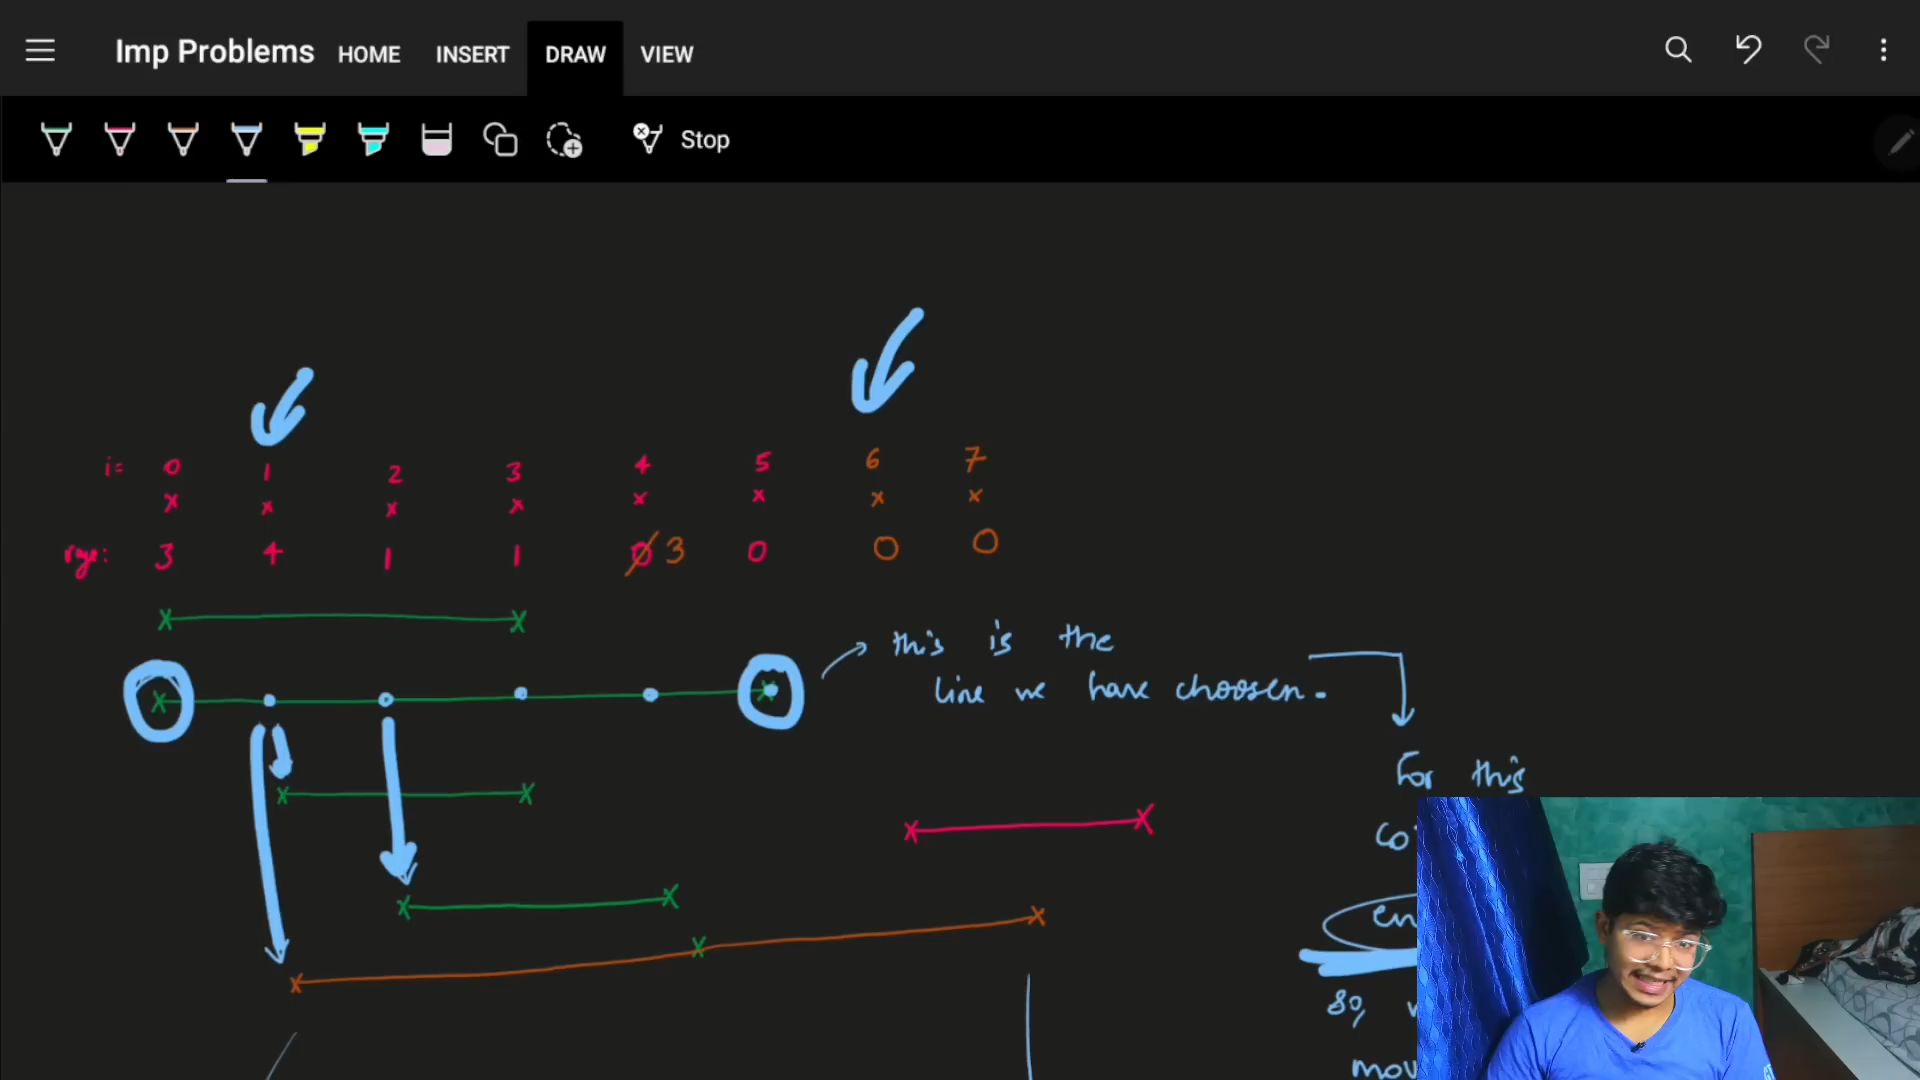 Imp Problems HOME INSERT DRAW VIEW
Stop
i= 0 1 2 3 4 5 6 7
x x x x x x x x
rage: 3 4 1 1 0 3 0 0 0
this is the
line we have choosen.
For this